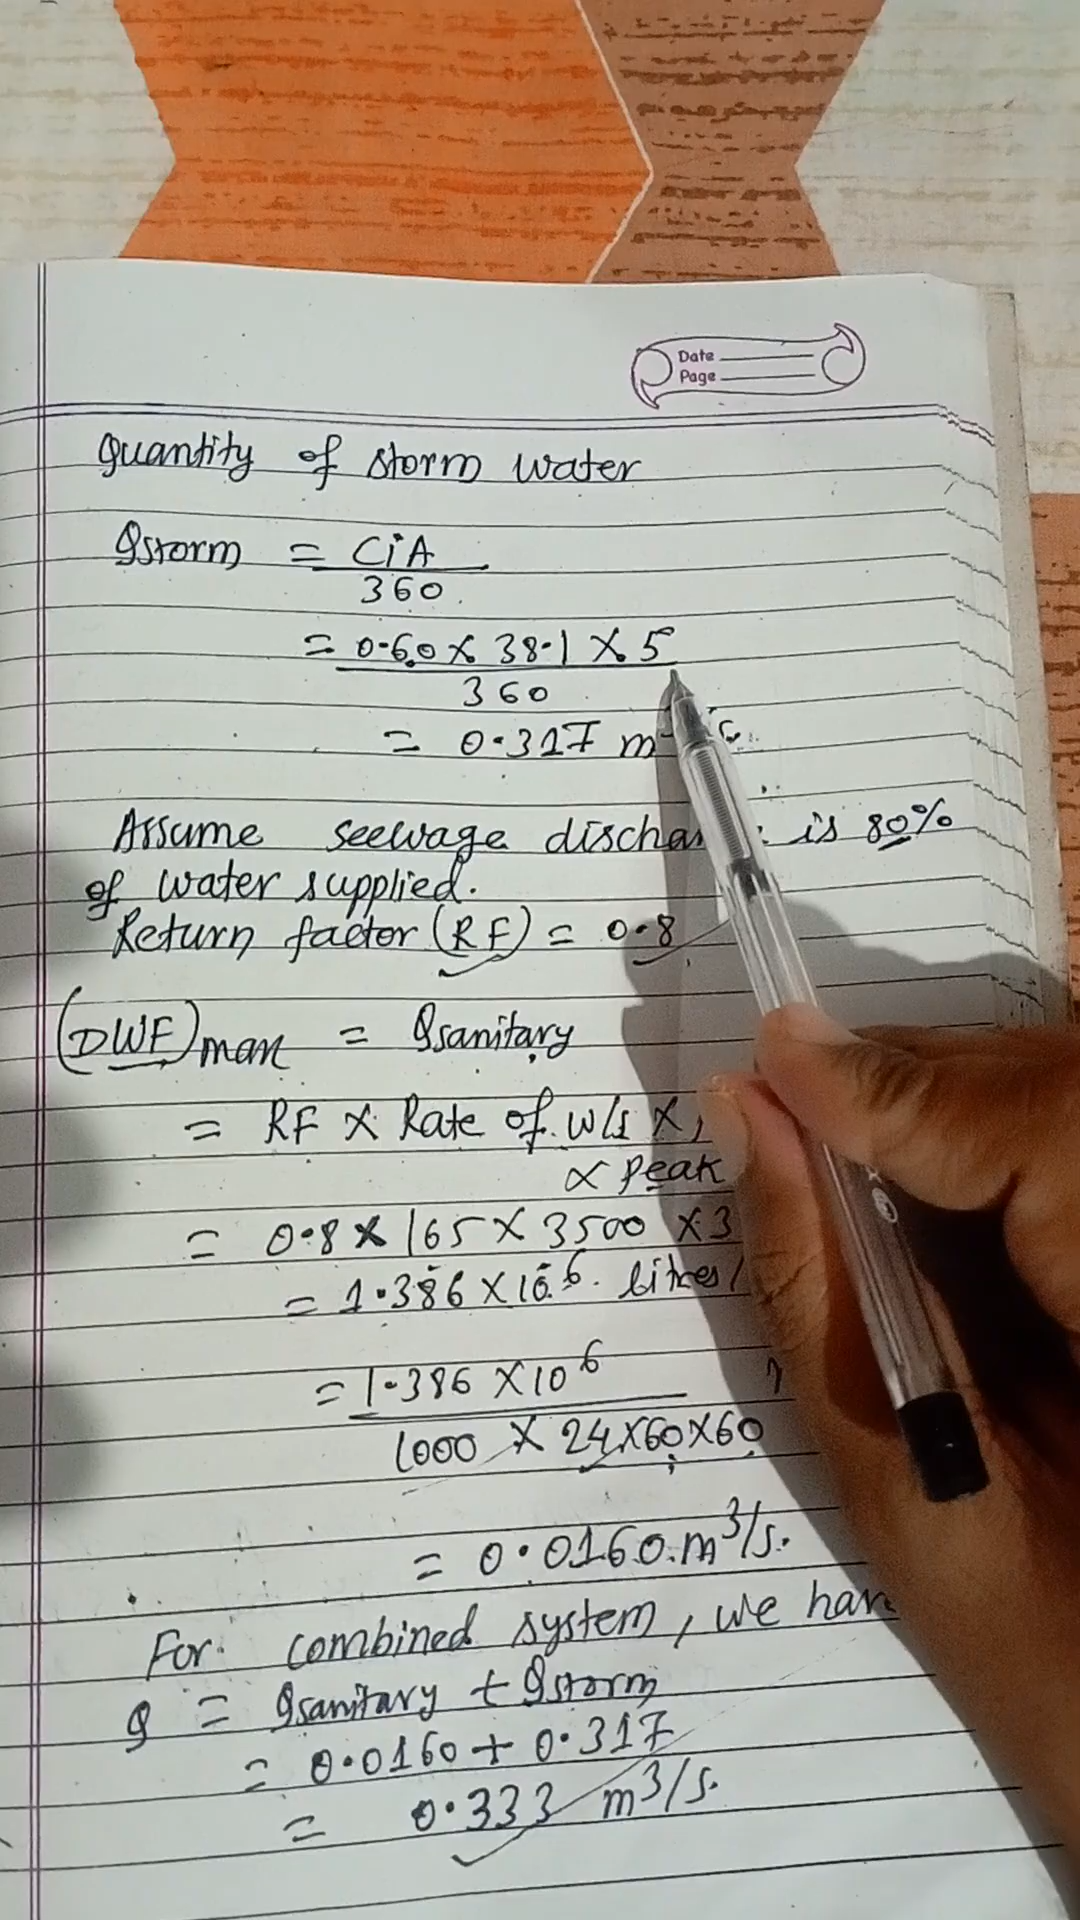 Date
Page
Quantity of storm water
Qstorm = CiA
360
= 0.60 X 38.1 X 5
360
= 0.317 m
Assume seewage discha is 80%
of water supplied.
Return factor (RF) = 0.8
(DWF)max = Qsanitary
= RF X Rate of w/s X
X Peak
= 0.8 X 165 X 3500 X 3
= 1.386 X 10^6 litres/
= 1.386 X 10^6
1000 X 24X60X60
= 0.0160 m^3/s.
For combined system, we hav
Q = Qsanitary + Qstorm
= 0.0160 + 0.317
= 0.333 m^3/s.